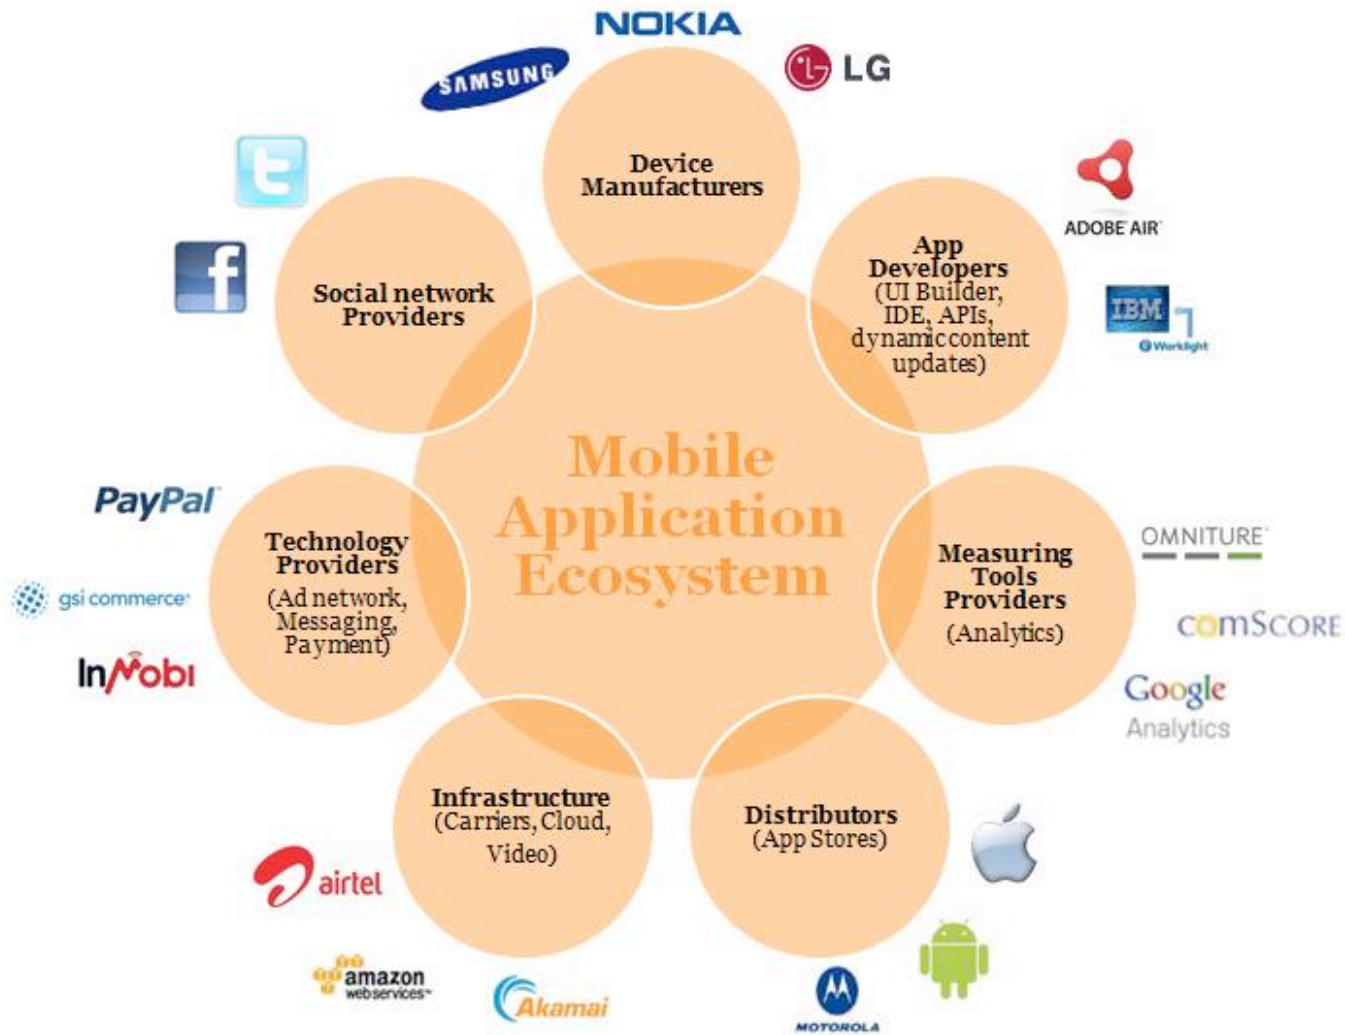 NOKIA
SAMSUNG
LG
Device
Manufacturers
t
f
Social network
Providers
ADOBE AIR
App
Developers
(UI Builder,
IDE, APIs,
dynamic content
updates)
IBM
Worklight
Mobile
Application
Ecosystem
PayPal
gsi commerce
InMobi
Technology
Providers
(Ad network,
Messaging,
Payment)
Measuring
Tools
Providers
(Analytics)
OMNITURE
comSCORE
Google
Analytics
Infrastructure
(Carriers, Cloud,
Video)
Distributors
(App Stores)
airtel
amazon
webservices™
Akamai
MOTOROLA